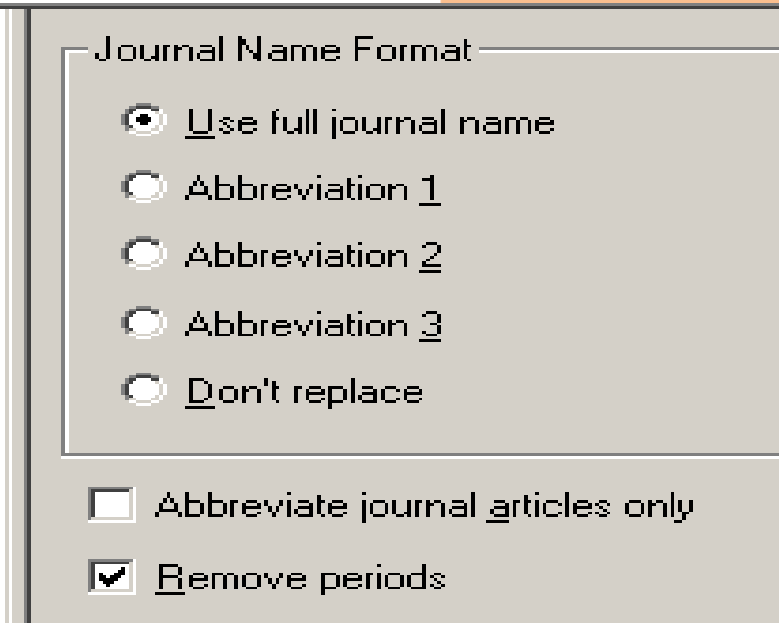 Journal Name Format
Use full journal name
Abbreviation 1
Abbreviation 2
Abbreviation 3
Don't replace
Abbreviate journal articles only
Remove periods